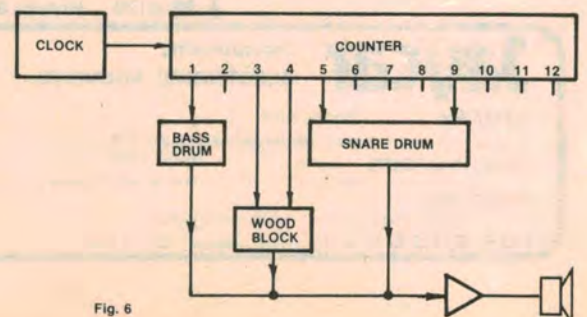 CLOCK
COUNTER
1 2 3 4 5 6 7 8 9 10 11 12
BASS
DRUM
SNARE DRUM
WOOD
BLOCK
Fig. 6